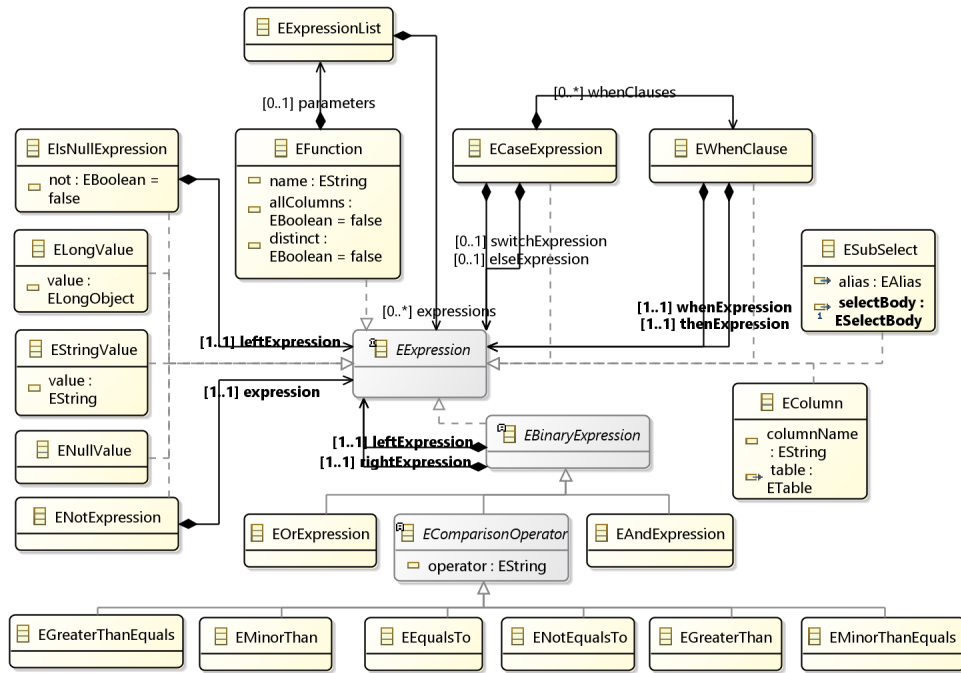 EExpressionList
[0..1] parameters
[0..*] whenClauses
EIsNullExpression
not : EBoolean =
false
EFunction
name : EString
allColumns :
EBoolean = false
distinct :
EBoolean = false
ECaseExpression
EWhenClause
ELongValue
value :
ELongObject
[0..1] switchExpression
[0..1] elseExpression
ESubSelect
alias : EAlias
selectBody :
ESelectBody
[0..*] expressions
[1..1] whenExpression
[1..1] thenExpression
EStringValue
value :
EString
[1..1] leftExpression
EExpression
[1..1] expression
EColumn
columnName
: EString
table :
ETable
ENullValue
[1..1] leftExpression
[1..1] rightExpression
EBinaryExpression
ENotExpression
EOrExpression
EComparisonOperator
operator : EString
EAndExpression
EGreaterThanEquals
EMinorThan
EEqualsTo
ENotEqualsTo
EGreaterThan
EMinorThanEquals